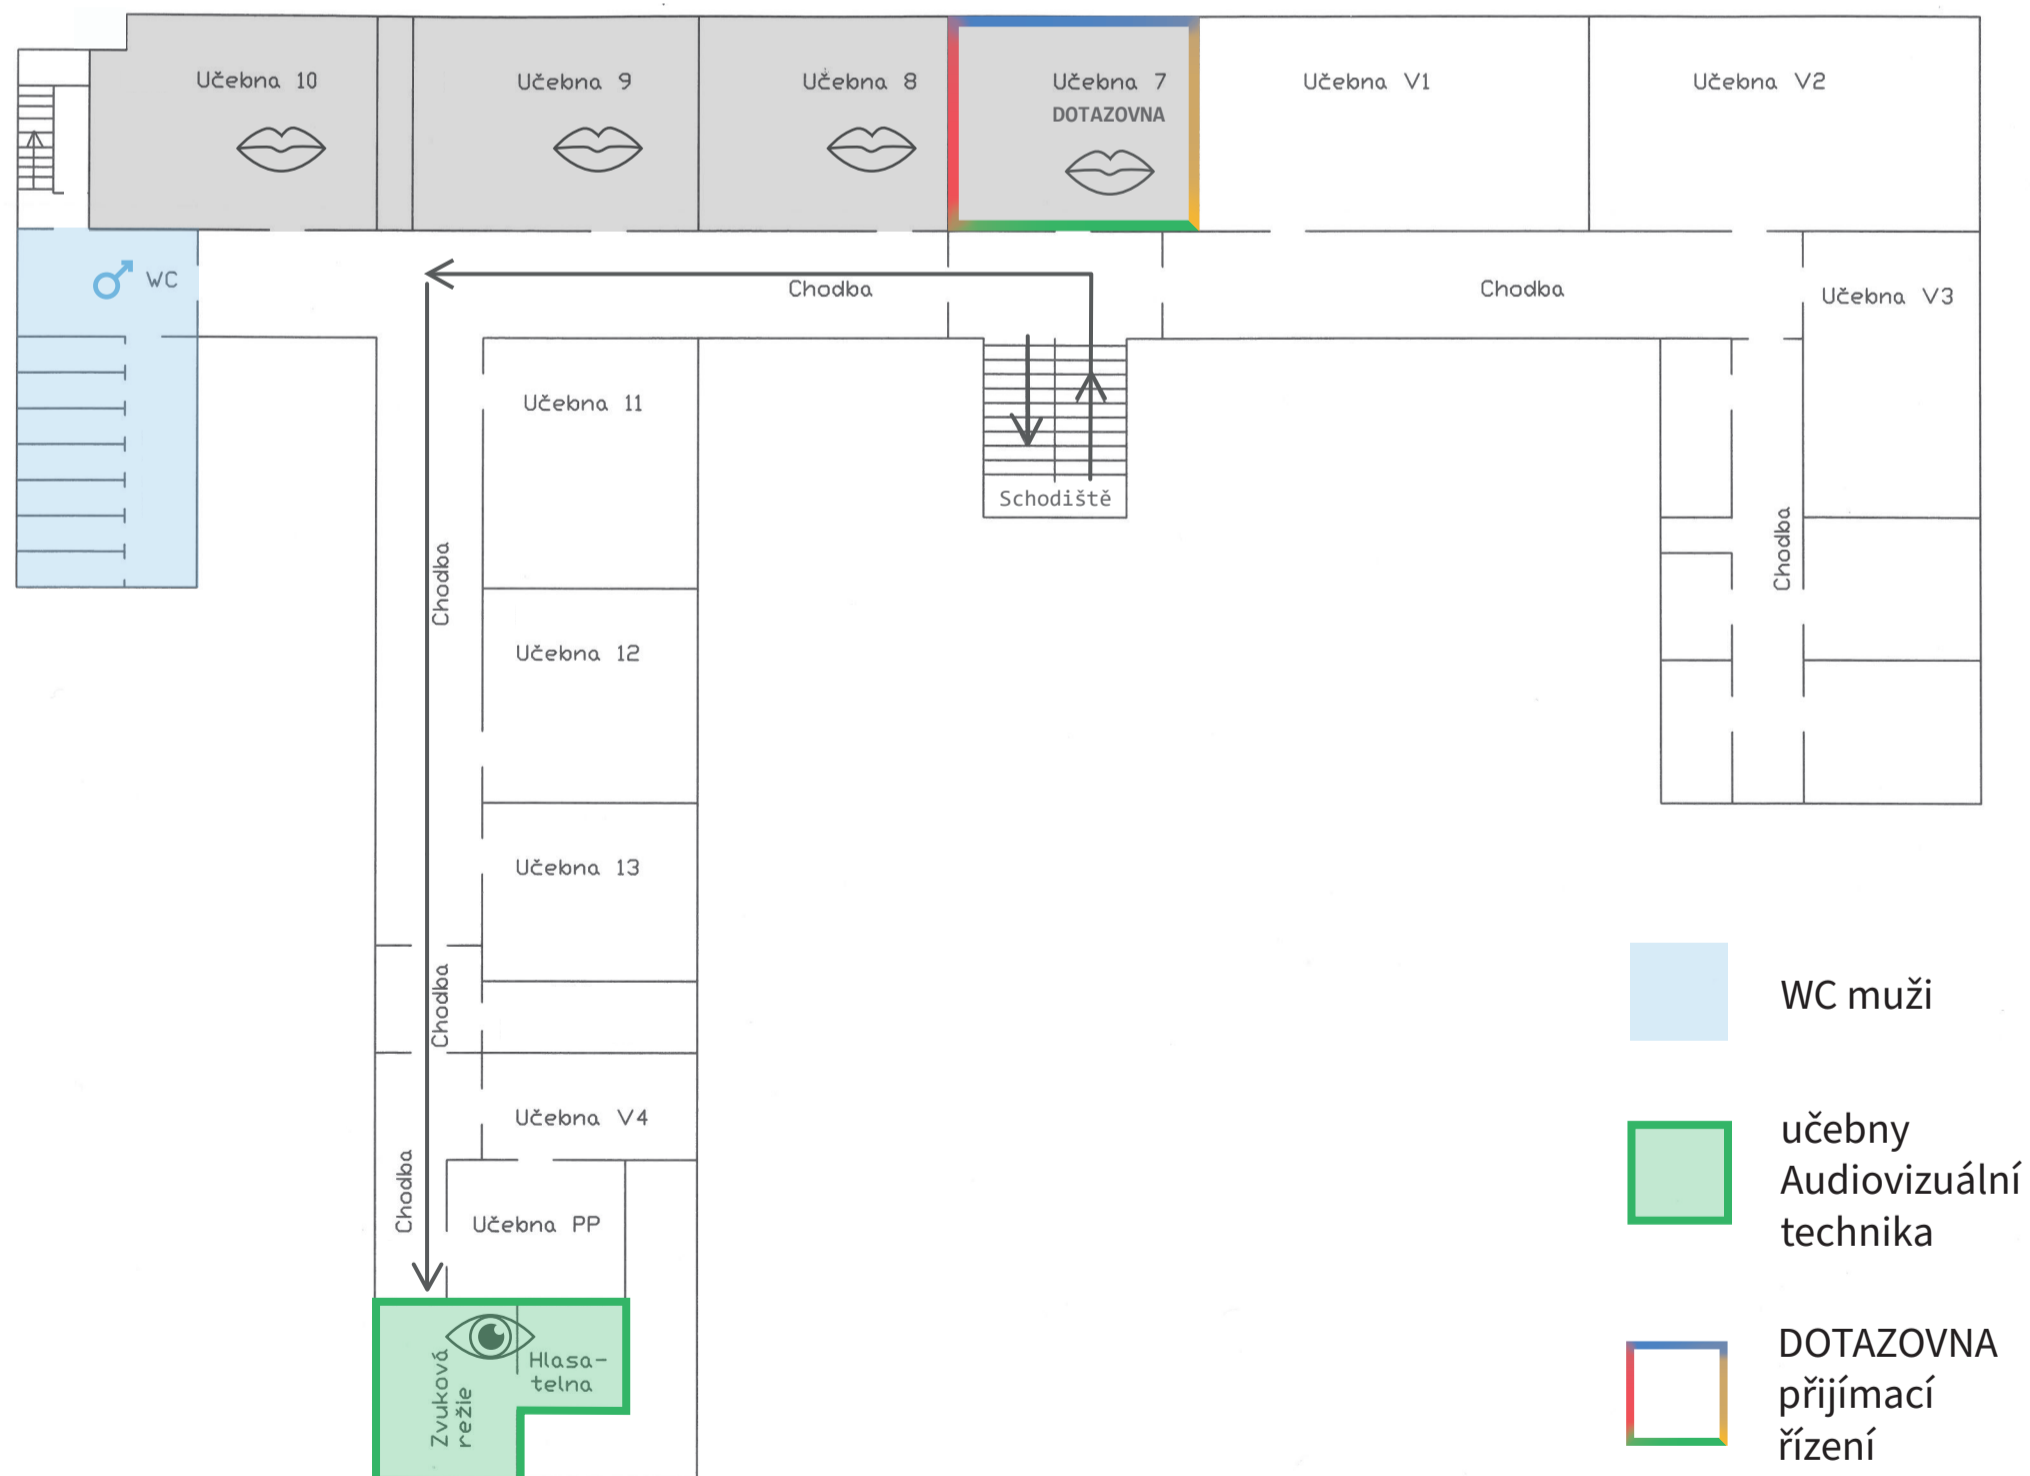 Učebna 10
Učebna 9
Učebna 8
Učebna 7
DOTAZOVNA
Učebna V1
Učebna V2
WC
Chodba
Chodba
Učebna V3
Učebna 11
Schodiště
Chodba
Chodba
Učebna 12
Učebna 13
Chodba
Učebna V4
Chodba
Učebna PP
Zvuková
režie
Hlasa-
telna
WC muži
učebny
Audiovizuální
technika
DOTAZOVNA
přijímací
řízení